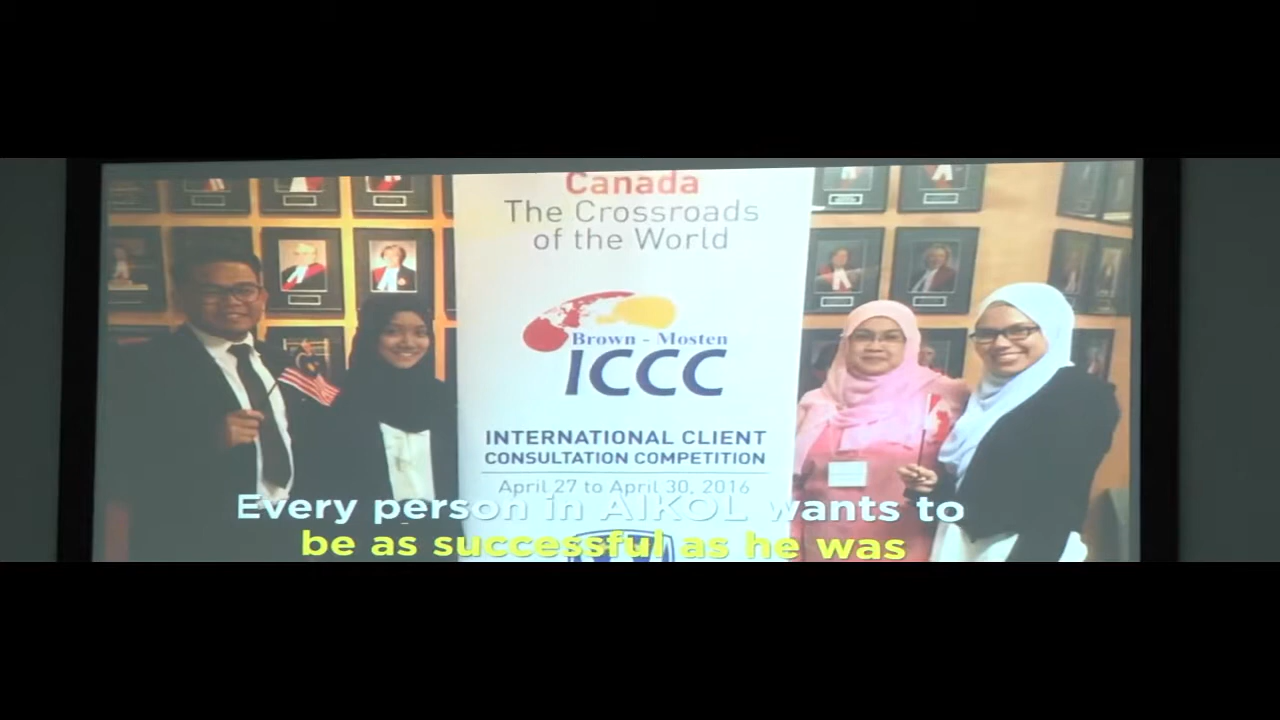 Canada
The Crossroads
of the World
Brown - Mosten
ICCC
INTERNATIONAL CLIENT
CONSULTATION COMPETITION
April 27 to April 30, 2016
Every person in AIKOL wants to
be as successful as he was